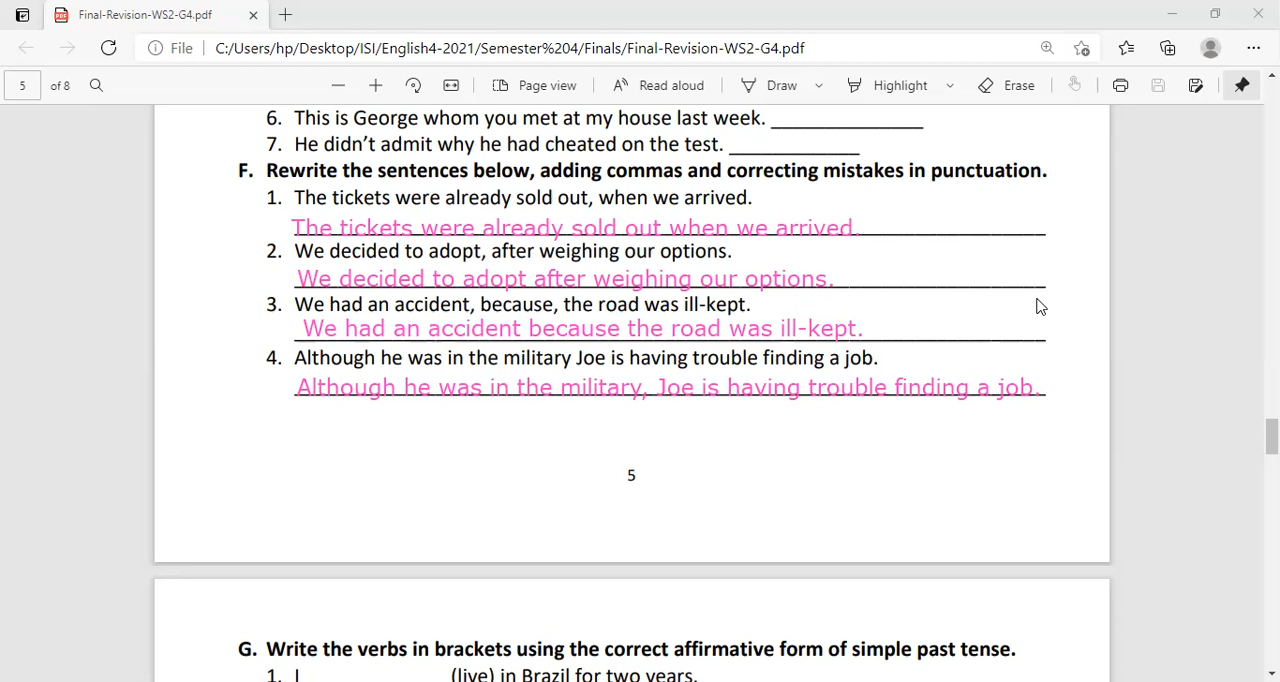 Final-Revision-WS2-G4.pdf
File C:/Users/hp/Desktop/ISI/English4-2021/Semester%204/Finals/Final-Revision-WS2-G4.pdf
5 of 8 Page view Read aloud Draw Highlight Erase
6. This is George whom you met at my house last week. ______________
7. He didn’t admit why he had cheated on the test. ____________
F. Rewrite the sentences below, adding commas and correcting mistakes in punctuation.
1. The tickets were already sold out, when we arrived.
The tickets were already sold out when we arrived.
2. We decided to adopt, after weighing our options.
We decided to adopt after weighing our options.
3. We had an accident, because, the road was ill-kept.
We had an accident because the road was ill-kept.
4. Although he was in the military Joe is having trouble finding a job.
Although he was in the military, Joe is having trouble finding a job.
5
G. Write the verbs in brackets using the correct affirmative form of simple past tense.
1. I ______________ (live) in Brazil for two years.